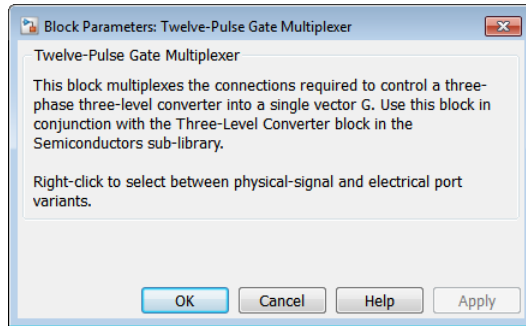 Block Parameters: Twelve-Pulse Gate Multiplexer
Twelve-Pulse Gate Multiplexer
This block multiplexes the connections required to control a three-
phase three-level converter into a single vector G. Use this block in
conjunction with the Three-Level Converter block in the
Semiconductors sub-library.
Right-click to select between physical-signal and electrical port
variants.
OK Cancel Help Apply